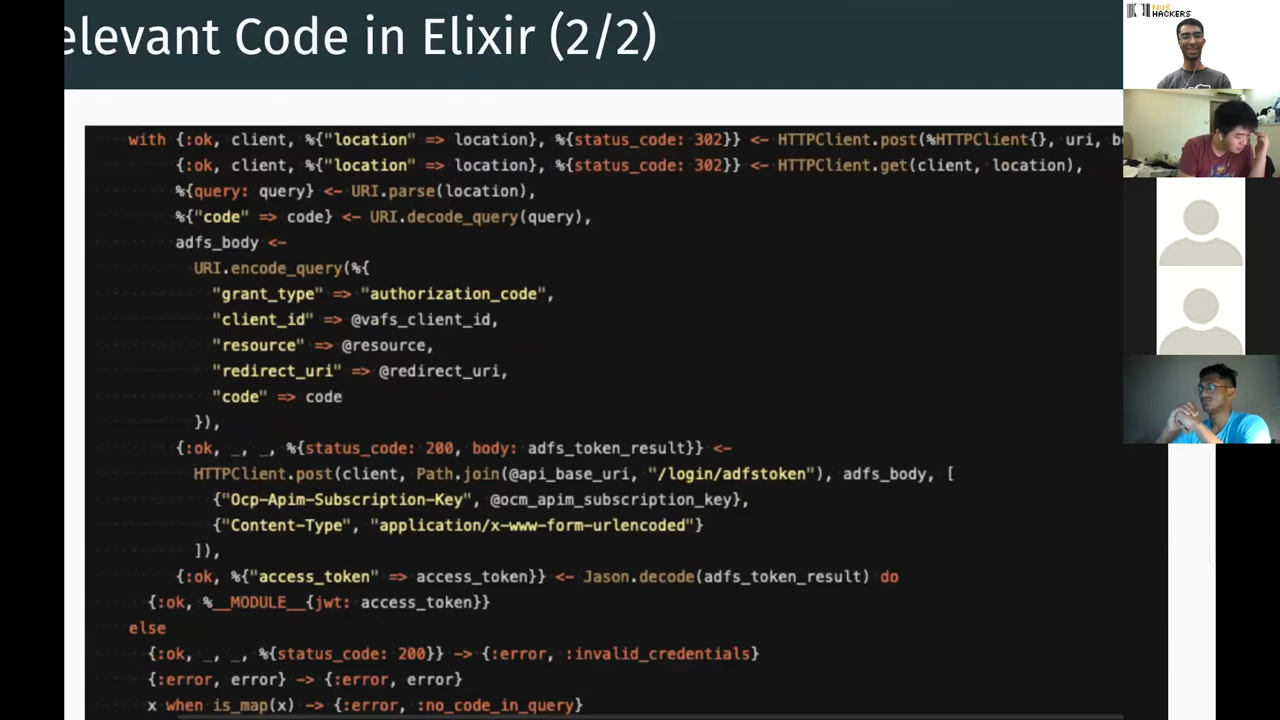 elevant Code in Elixir (2/2)
NUS
HACKERS
with {:ok, client, %{"location" => location}, %{status_code: 302}} <- HTTPClient.post(%HTTPClient{}, uri, b
{:ok, client, %{"location" => location}, %{status_code: 302}} <- HTTPClient.get(client, location),
%{query: query} <- URI.parse(location),
%{"code" => code} <- URI.decode_query(query),
adfs_body <-
URI.encode_query(%{
"grant_type" => "authorization_code",
"client_id" => @vafs_client_id,
"resource" => @resource,
"redirect_uri" => @redirect_uri,
"code" => code
}),
{:ok, _, _, %{status_code: 200, body: adfs_token_result}} <-
HTTPClient.post(client, Path.join(@api_base_uri, "/login/adfstoken"), adfs_body, [
{"Ocp-Apim-Subscription-Key", @ocm_apim_subscription_key},
{"Content-Type", "application/x-www-form-urlencoded"}
]),
{:ok, %{"access_token" => access_token}} <- Jason.decode(adfs_token_result) do
{:ok, %__MODULE__{jwt: access_token}}
else
{:ok, _, _, %{status_code: 200}} -> {:error, :invalid_credentials}
{:error, error} -> {:error, error}
x when is_map(x) -> {:error, :no_code_in_query}